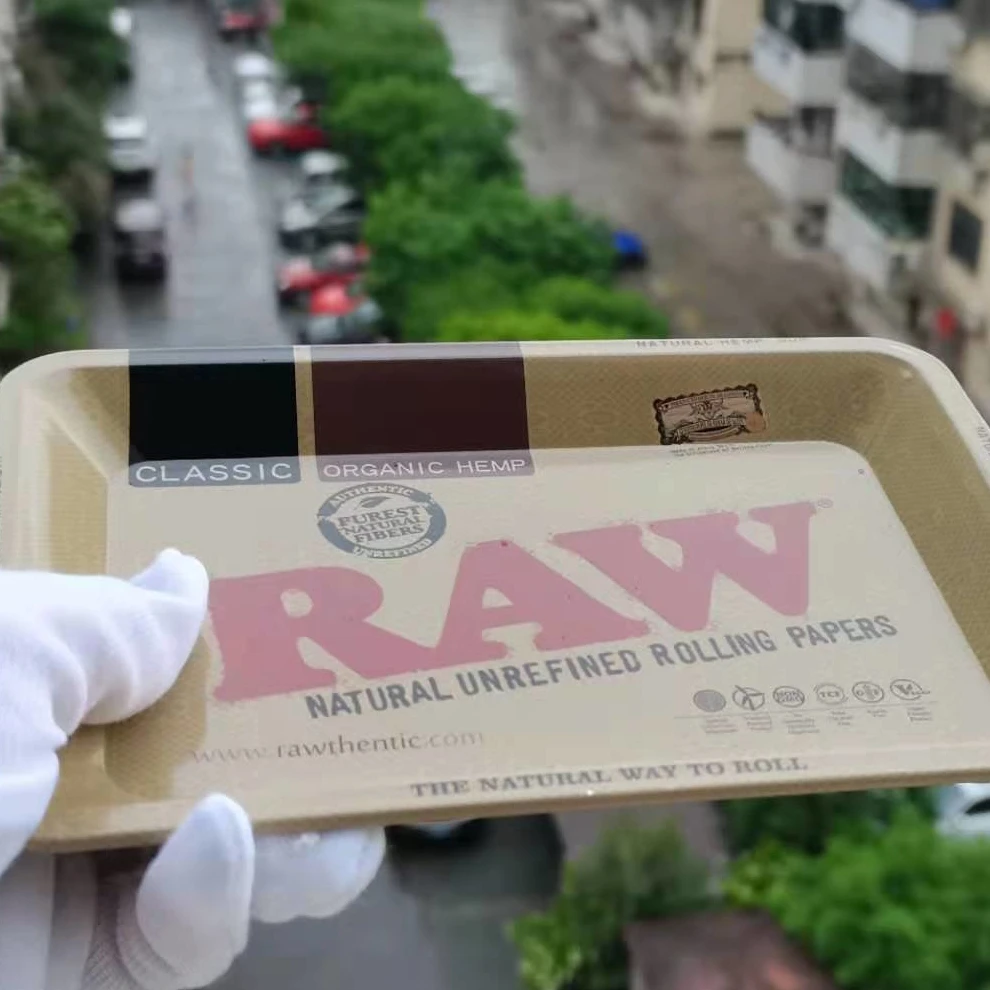 NATURAL HEMP
CLASSIC
ORGANIC HEMP
AUTHENTIC
PUREST
NATURAL
FIBERS
UNREFINED
RAW®
NATURAL UNREFINED ROLLING PAPERS
www.rawthentic.com
THE NATURAL WAY TO ROLL